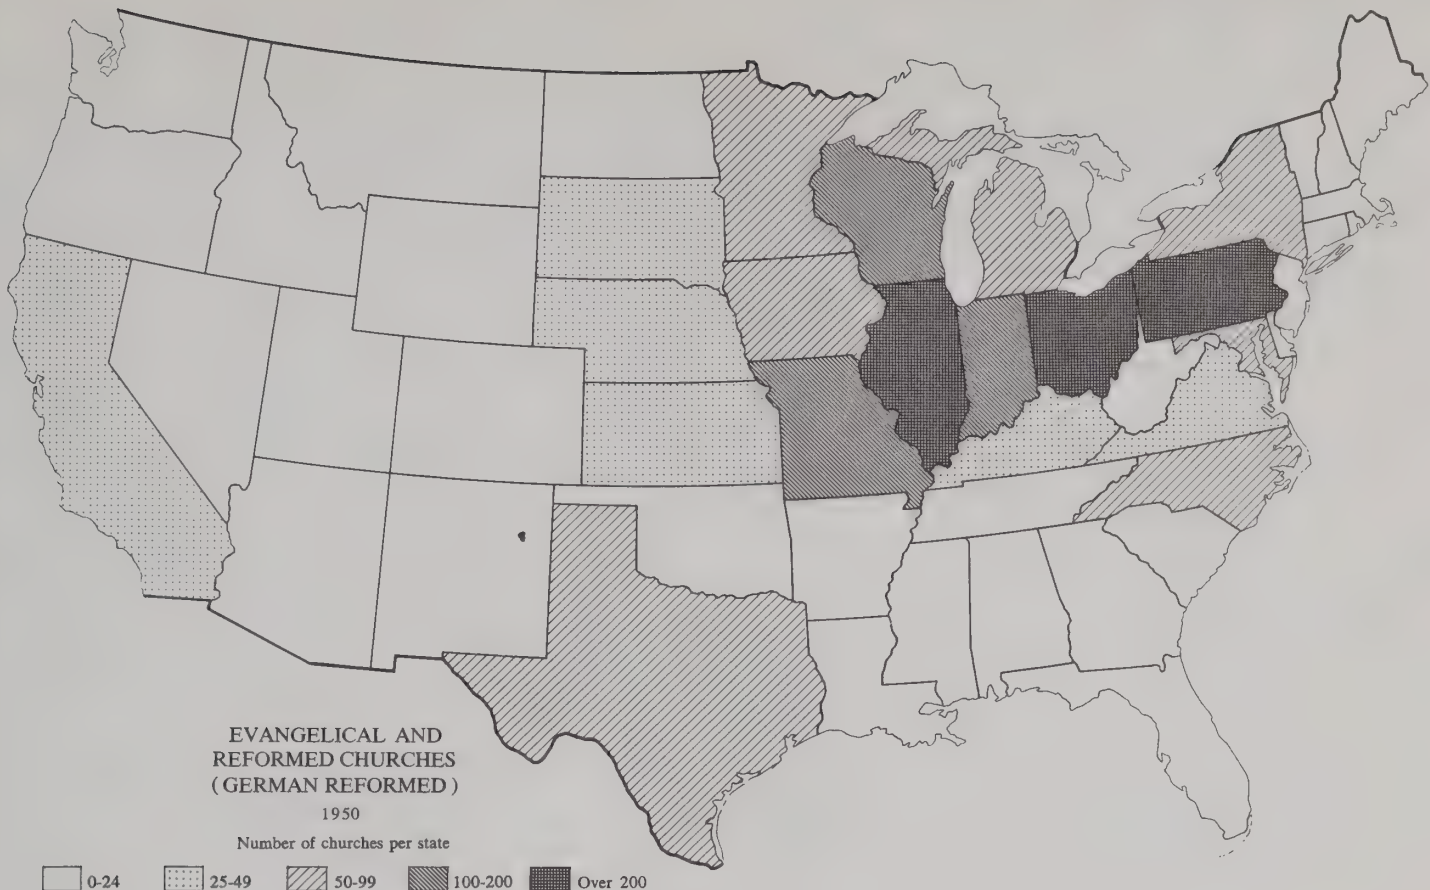 EVANGELICAL AND
REFORMED CHURCHES
( GERMAN REFORMED )
1950
Number of churches per state
0-24 25-49 50-99 100-200 Over 200